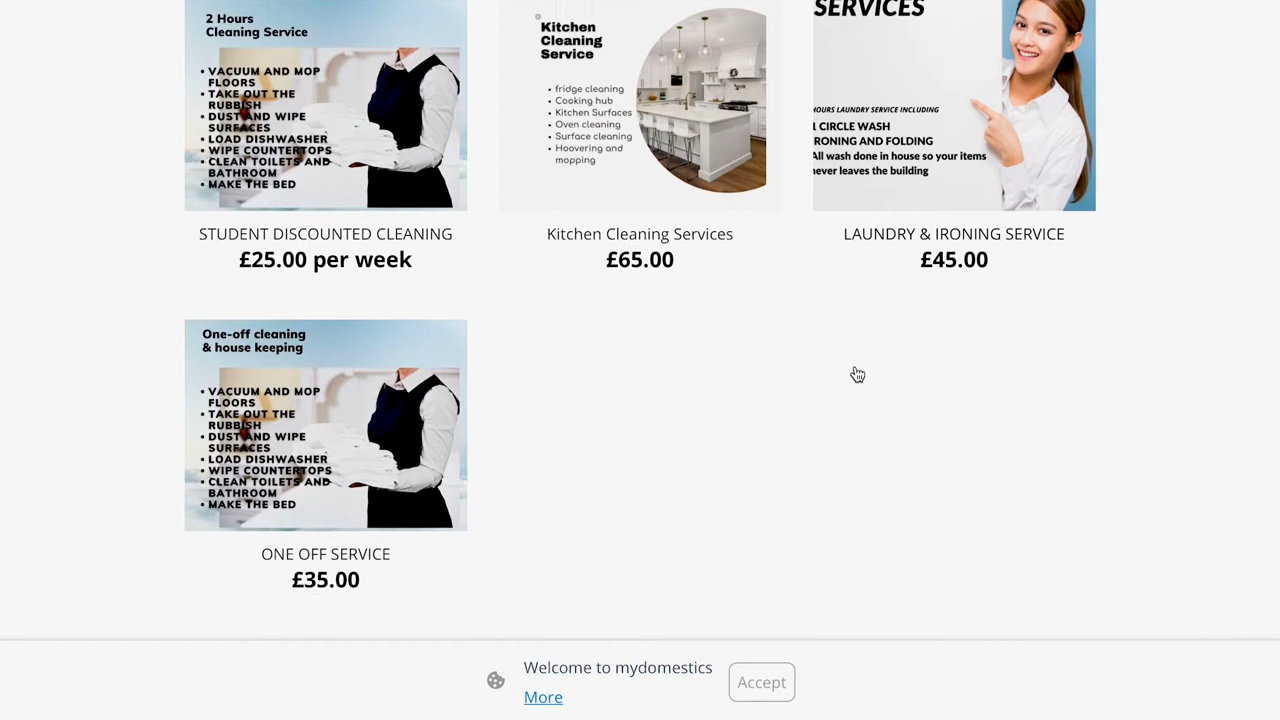 2 Hours
Cleaning Service
• VACUUM AND MOP
FLOORS
• TAKE OUT THE
RUBBISH
• DUST AND WIPE
SURFACES
• LOAD DISHWASHER
• WIPE COUNTERTOPS
• CLEAN TOILETS AND
BATHROOM
• MAKE THE BED
STUDENT DISCOUNTED CLEANING
£25.00 per week
Kitchen
Cleaning
Service
• fridge cleaning
• Cooking hub
• Kitchen Surfaces
• Oven cleaning
• Surface cleaning
• Hoovering and
mopping
Kitchen Cleaning Services
£65.00
SERVICES
HOURS LAUNDRY SERVICE INCLUDING
1 CIRCLE WASH
IRONING AND FOLDING
All wash done in house so your items
never leaves the building
LAUNDRY & IRONING SERVICE
£45.00
One-off cleaning
& house keeping
• VACUUM AND MOP
FLOORS
• TAKE OUT THE
RUBBISH
• DUST AND WIPE
SURFACES
• LOAD DISHWASHER
• WIPE COUNTERTOPS
• CLEAN TOILETS AND
BATHROOM
• MAKE THE BED
ONE OFF SERVICE
£35.00
Welcome to mydomestics
More
Accept